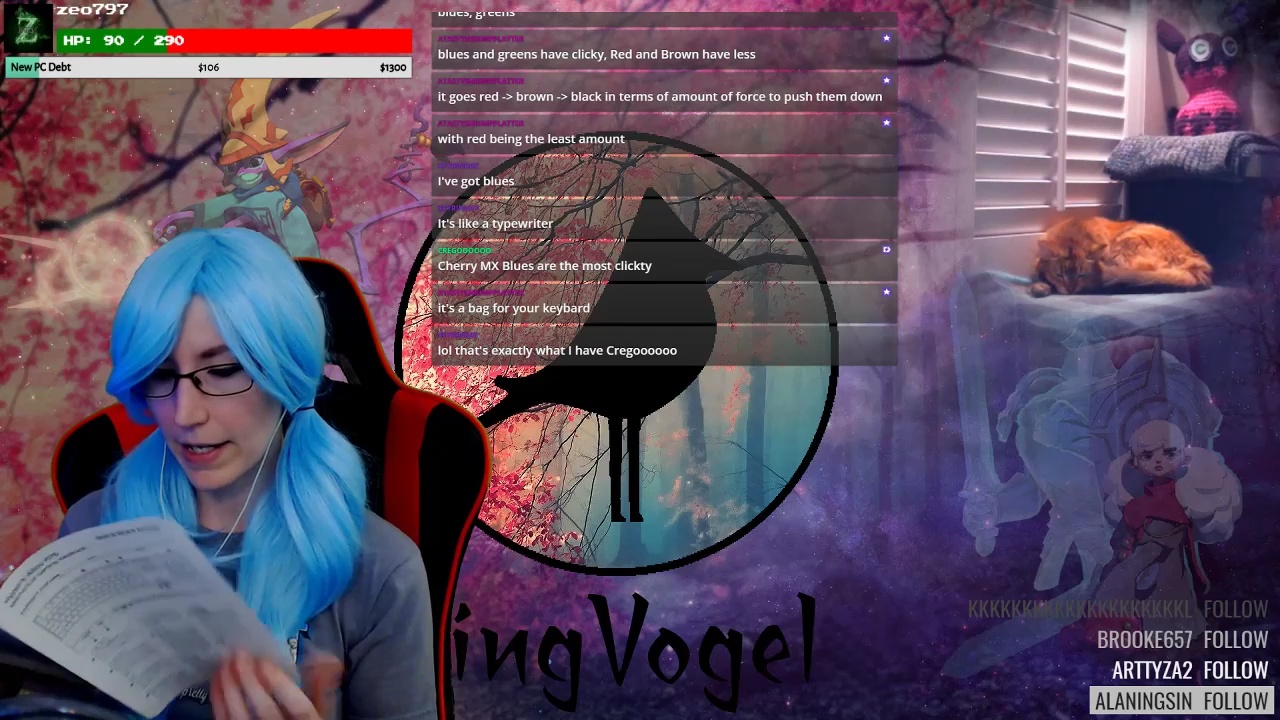 zeo797
HP: 90 / 290
New PC Debt $106 $1300
blues, greens
blues and greens have clicky, Red and Brown have less
it goes red -> brown -> black in terms of amount of force to push them down
with red being the least amount
I've got blues
It's like a typewriter
CREGOOOOOO
Cherry MX Blues are the most clickty
it's a bag for your keybard
lol that's exactly what I have Cregoooooo
ingVogel
FOLLOW
BROOKE657 FOLLOW
ARTTYZA2 FOLLOW
ALANINGSIN FOLLOW